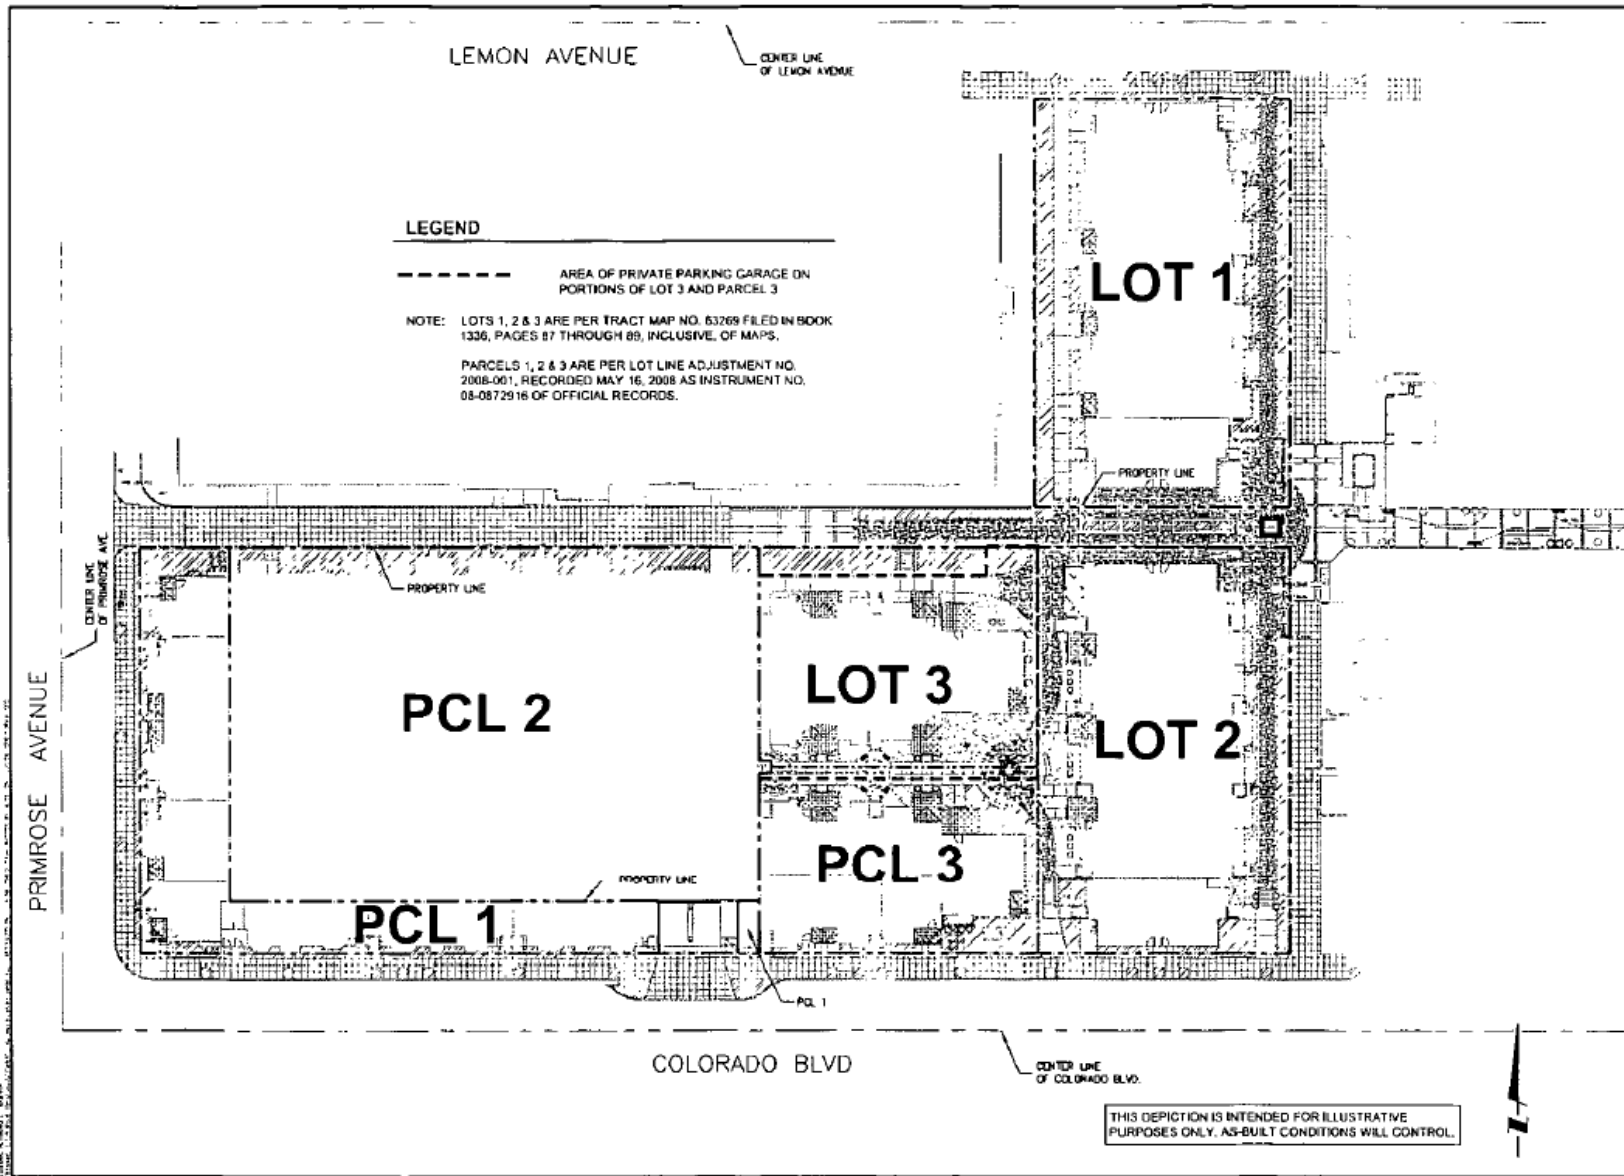 LEMON AVENUE
CENTER LINE
OF LEMON AVENUE
LEGEND
AREA OF PRIVATE PARKING GARAGE ON
PORTIONS OF LOT 3 AND PARCEL 3
NOTE: LOTS 1, 2 & 3 ARE PER TRACT MAP NO. 63269 FILED IN BOOK
1336, PAGES 87 THROUGH 89, INCLUSIVE, OF MAPS.
PARCELS 1, 2 & 3 ARE PER LOT LINE ADJUSTMENT NO.
2008-001, RECORDED MAY 16, 2008 AS INSTRUMENT NO.
08-0872916 OF OFFICIAL RECORDS.
LOT 1
PROPERTY LINE
CENTER LINE
OF PRIMROSE AVE.
PROPERTY LINE
PRIMROSE AVENUE
PCL 2
LOT 3
LOT 2
PCL 3
PROPERTY LINE
PCL 1
PCL 1
COLORADO BLVD
CENTER LINE
OF COLORADO BLVD.
THIS DEPICTION IS INTENDED FOR ILLUSTRATIVE
PURPOSES ONLY. AS-BUILT CONDITIONS WILL CONTROL.